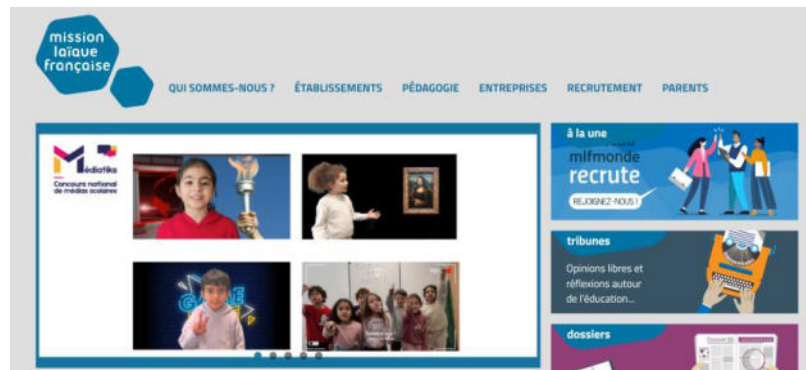 mission
laïque
française
QUI SOMMES-NOUS ? ÉTABLISSEMENTS PÉDAGOGIE ENTREPRISES RECRUTEMENT PARENTS
Médiatiks
Concours national
de médias scolaires
à la une
mlfmonde
recrute
REJOIGNEZ-NOUS !
tribunes
Opinions libres et
réflexions autour
de l'éducation...
dossiers